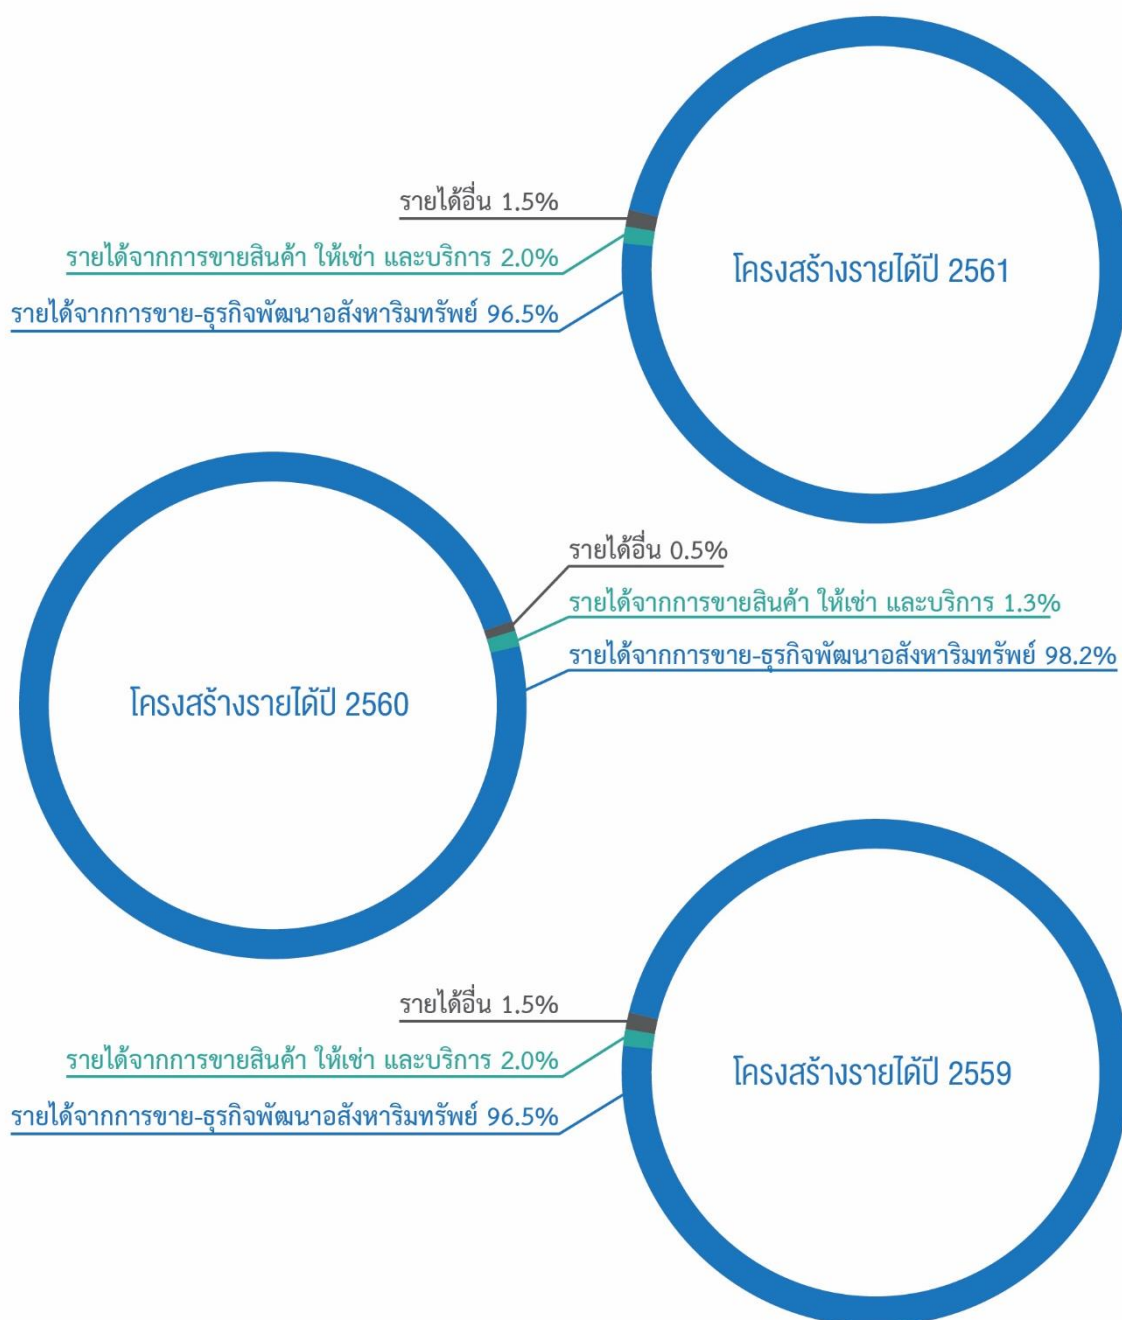 รายได้อื่น 1.5%
รายได้จากการขายสินค้า ให้เช่า และบริการ 2.0%
รายได้จากการขาย-ธุรกิจพัฒนาอสังหาริมทรัพย์ 96.5%
โครงสร้างรายได้ปี 2561
รายได้อื่น 0.5%
รายได้จากการขายสินค้า ให้เช่า และบริการ 1.3%
รายได้จากการขาย-ธุรกิจพัฒนาอสังหาริมทรัพย์ 98.2%
โครงสร้างรายได้ปี 2560
รายได้อื่น 1.5%
รายได้จากการขายสินค้า ให้เช่า และบริการ 2.0%
รายได้จากการขาย-ธุรกิจพัฒนาอสังหาริมทรัพย์ 96.5%
โครงสร้างรายได้ปี 2559